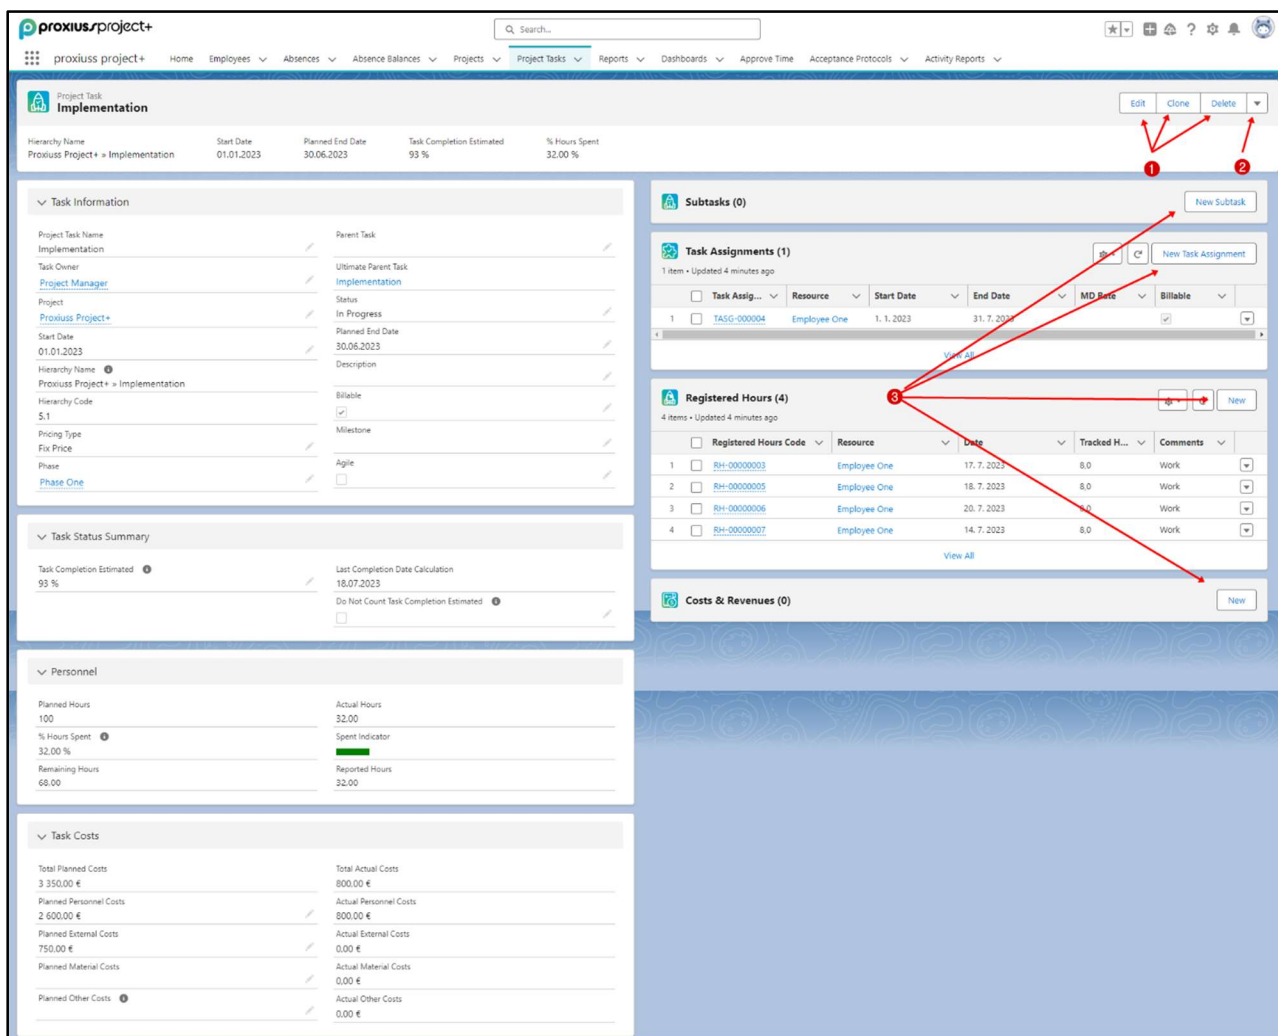 proxiuss project+
Search...
proxiuss project+ Home Employees Absences Absence Balances Projects Project Tasks Reports Dashboards Approve Time Acceptance Protocols Activity Reports
Project Task
Implementation
Edit Clone Delete
Hierarchy Name Start Date Planned End Date Task Completion Estimated % Hours Spent
Proxius Project+ » Implementation 01.01.2023 30.06.2023 93 % 32.00 %
1 2
Task Information
Project Task Name Parent Task
Implementation
Task Owner Ultimate Parent Task
Project Manager Implementation
Project Status
Proxiuss Project+ In Progress
Start Date Planned End Date
01.01.2023 30.06.2023
Hierarchy Name Description
Proxiuss Project+ » Implementation
Hierarchy Code Billable
5.1
Pricing Type Milestone
Fix Price
Phase Agile
Phase One
Task Status Summary
Task Completion Estimated Last Completion Date Calculation
93 % 18.07.2023
Do Not Count Task Completion Estimated
Personnel
Planned Hours Actual Hours
100 32.00
% Hours Spent Spent Indicator
32.00 %
Remaining Hours Reported Hours
68.00 32.00
Task Costs
Total Planned Costs Total Actual Costs
3 350,00 € 800,00 €
Planned Personnel Costs Actual Personnel Costs
2 600,00 € 800,00 €
Planned External Costs Actual External Costs
750,00 € 0,00 €
Planned Material Costs Actual Material Costs
0,00 €
Planned Other Costs Actual Other Costs
0,00 €
Subtasks (0) New Subtask
Task Assignments (1) New Task Assignment
1 item • Updated 4 minutes ago
Task Assig... Resource Start Date End Date MD Rate Billable
1 TASG-000004 Employee One 1. 1. 2023 31. 7. 2023
View All
3
Registered Hours (4) New
4 items • Updated 4 minutes ago
Registered Hours Code Resource Date Tracked H... Comments
1 RH-00000003 Employee One 17. 7. 2023 8,0 Work
2 RH-00000005 Employee One 18. 7. 2023 8,0 Work
3 RH-00000006 Employee One 20. 7. 2023 8,0 Work
4 RH-00000007 Employee One 14. 7. 2023 8,0 Work
View All
Costs & Revenues (0) New